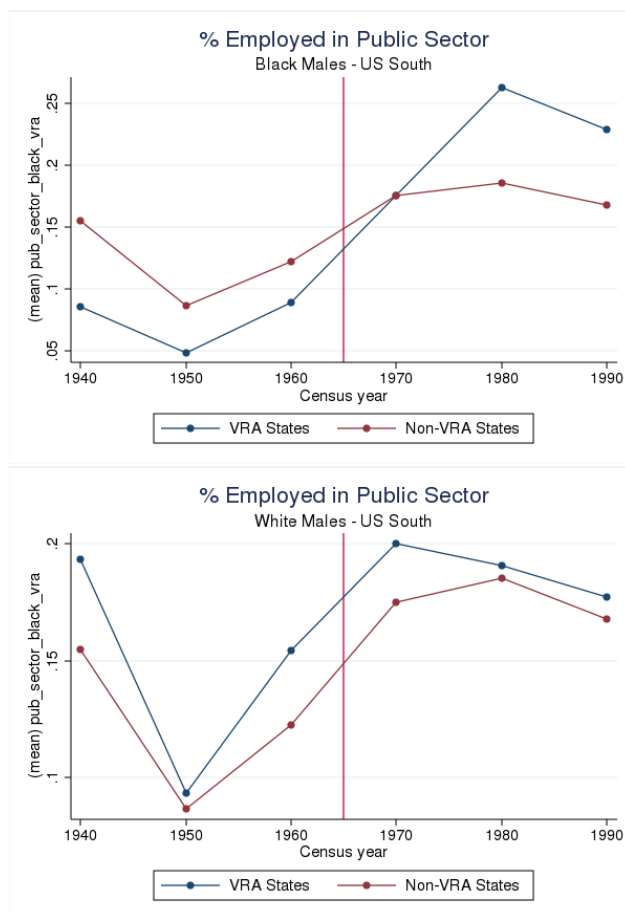 % Employed in Public Sector
Black Males - US South
(mean) pub_sector_black_vra
.25
.2
.15
.1
.05
1940 1950 1960 1970 1980 1990
Census year
VRA States Non-VRA States
% Employed in Public Sector
White Males - US South
(mean) pub_sector_black_vra
.2
.15
.1
1940 1950 1960 1970 1980 1990
Census year
VRA States Non-VRA States